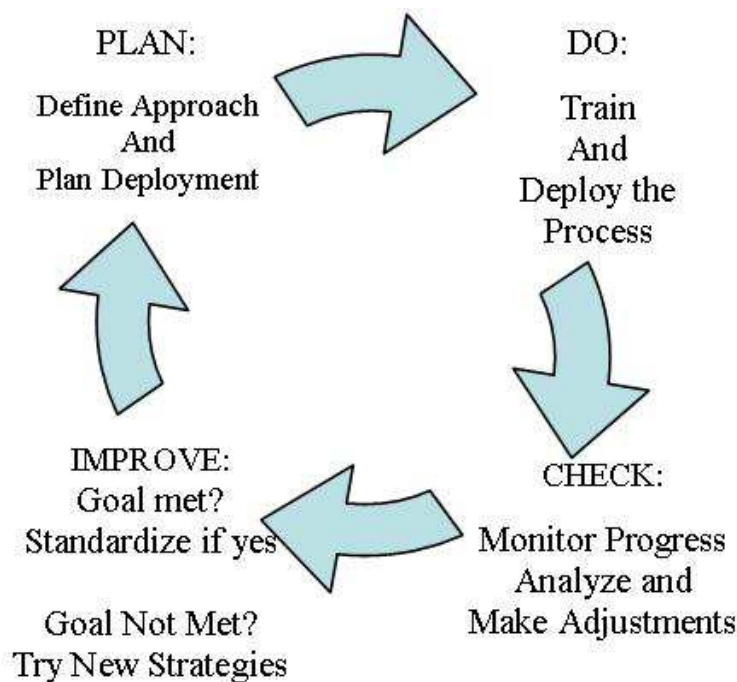 PLAN:
Define Approach
And
Plan Deployment
DO:
Train
And
Deploy the
Process
CHECK:
Monitor Progress
Analyze and
Make Adjustments
IMPROVE:
Goal met?
Standardize if yes
Goal Not Met?
Try New Strategies